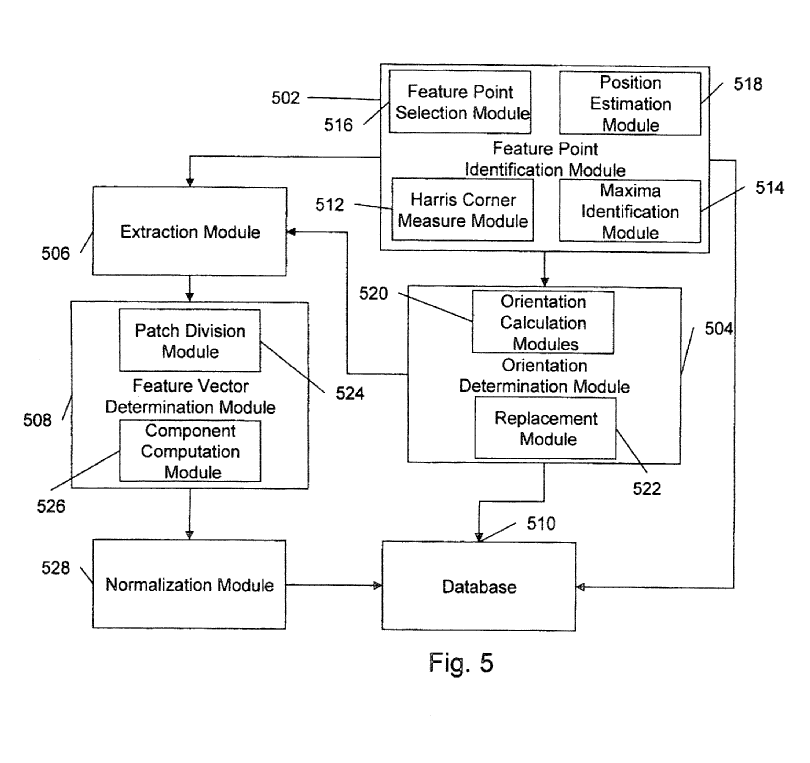 502
Feature Point
Selection Module
516
Position
Estimation
Module
518
Feature Point
Identification Module
512
Harris Corner
Measure Module
Maxima
Identification
Module
514
Extraction Module
506
520
Orientation
Calculation
Modules
504
Orientation
Determination Module
Replacement
Module
522
Patch Division
Module
524
Feature Vector
Determination Module
508
Component
Computation
Module
526
528
Normalization Module
510
Database
Fig. 5